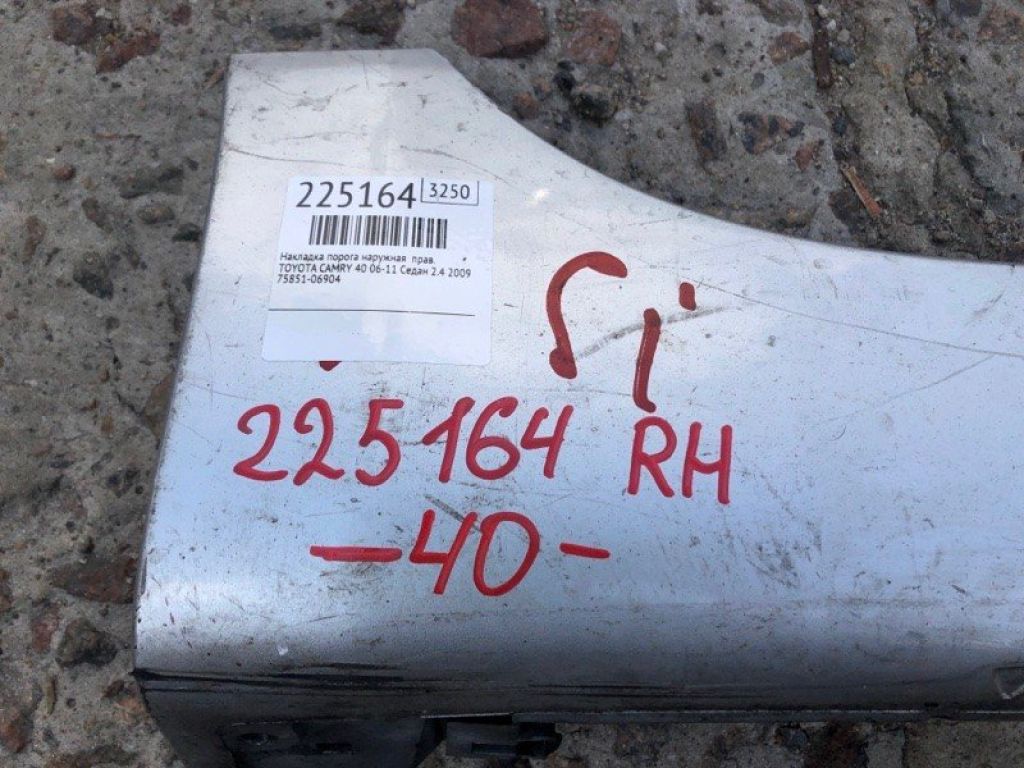 225164 3250
Накладка порога наружная прав.
TOYOTA CAMRY 40 06-11 Седан 2.4 2009
75851-06904
225164 RH
-40-